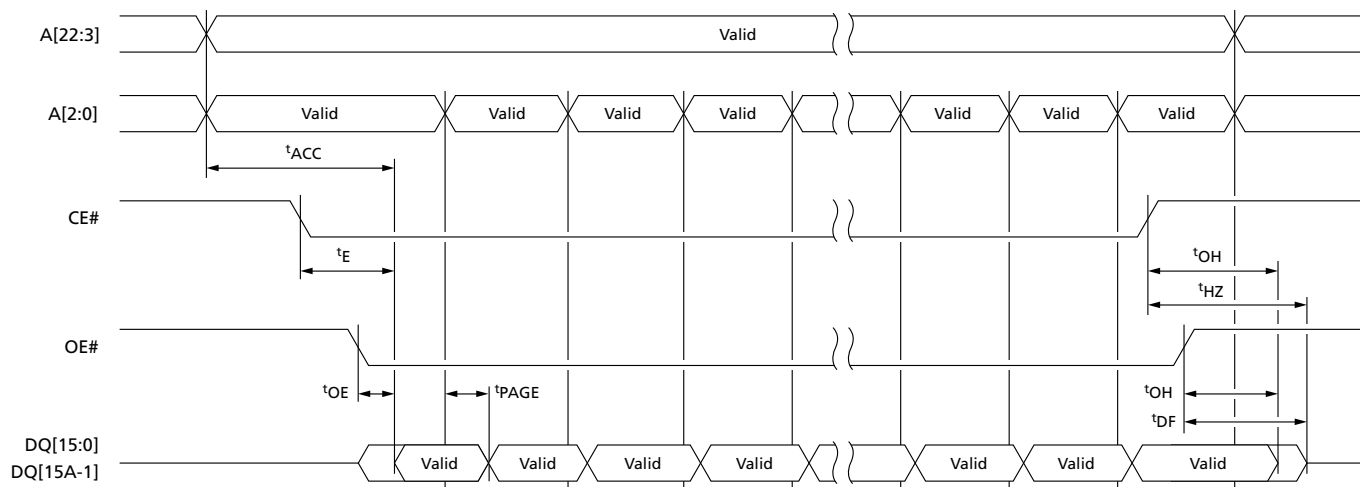 A[22:3] Valid
A[2:0] Valid Valid Valid Valid Valid Valid Valid
tACC
CE#
tE tOH
tHZ
OE#
tOE tPAGE tOH
tDF
DQ[15:0]
DQ[15A-1]
Valid Valid Valid Valid Valid Valid Valid